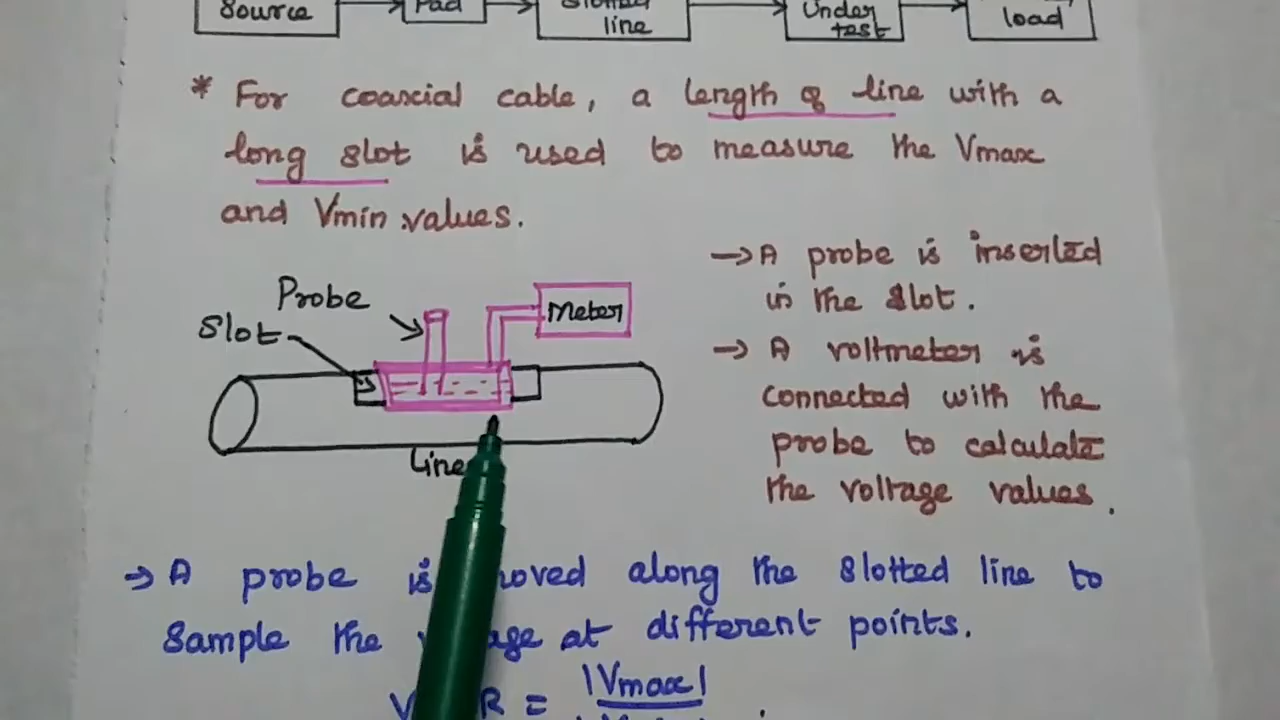 Source Pad Slotted line Under test load
* For coaxial cable, a length of line with a
long slot is used to measure the Vmax
and Vmin values.
Probe
Slot
Meter
Line
→ A probe is inserted
in the slot.
→ A voltmeter is
connected with the
probe to calculate
the voltage values.
→ A probe is moved along the slotted line to
sample the voltage at different points.
R = |Vmax|